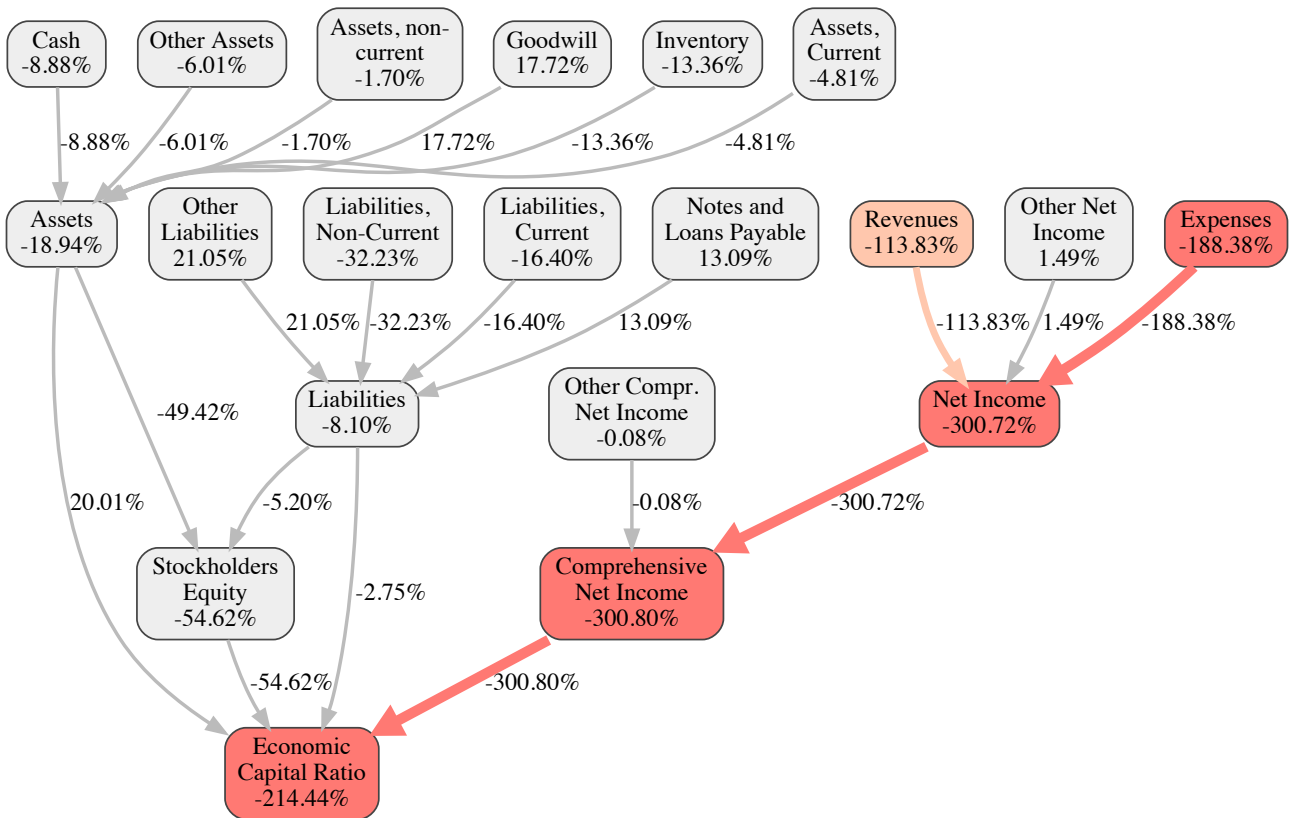 Cash
-8.88%
Other Assets
-6.01%
Assets, non-
current
-1.70%
Goodwill
17.72%
Inventory
-13.36%
Assets,
Current
-4.81%
-8.88%
-6.01%
-1.70%
17.72%
-13.36%
-4.81%
Assets
-18.94%
Other
Liabilities
21.05%
Liabilities,
Non-Current
-32.23%
Liabilities,
Current
-16.40%
Notes and
Loans Payable
13.09%
Revenues
-113.83%
Other Net
Income
1.49%
Expenses
-188.38%
21.05%
-32.23%
-16.40%
13.09%
-113.83%
1.49%
-188.38%
-49.42%
Liabilities
-8.10%
Other Compr.
Net Income
-0.08%
Net Income
-300.72%
20.01%
-5.20%
-0.08%
-300.72%
Stockholders
Equity
-54.62%
-2.75%
Comprehensive
Net Income
-300.80%
-54.62%
-300.80%
Economic
Capital Ratio
-214.44%